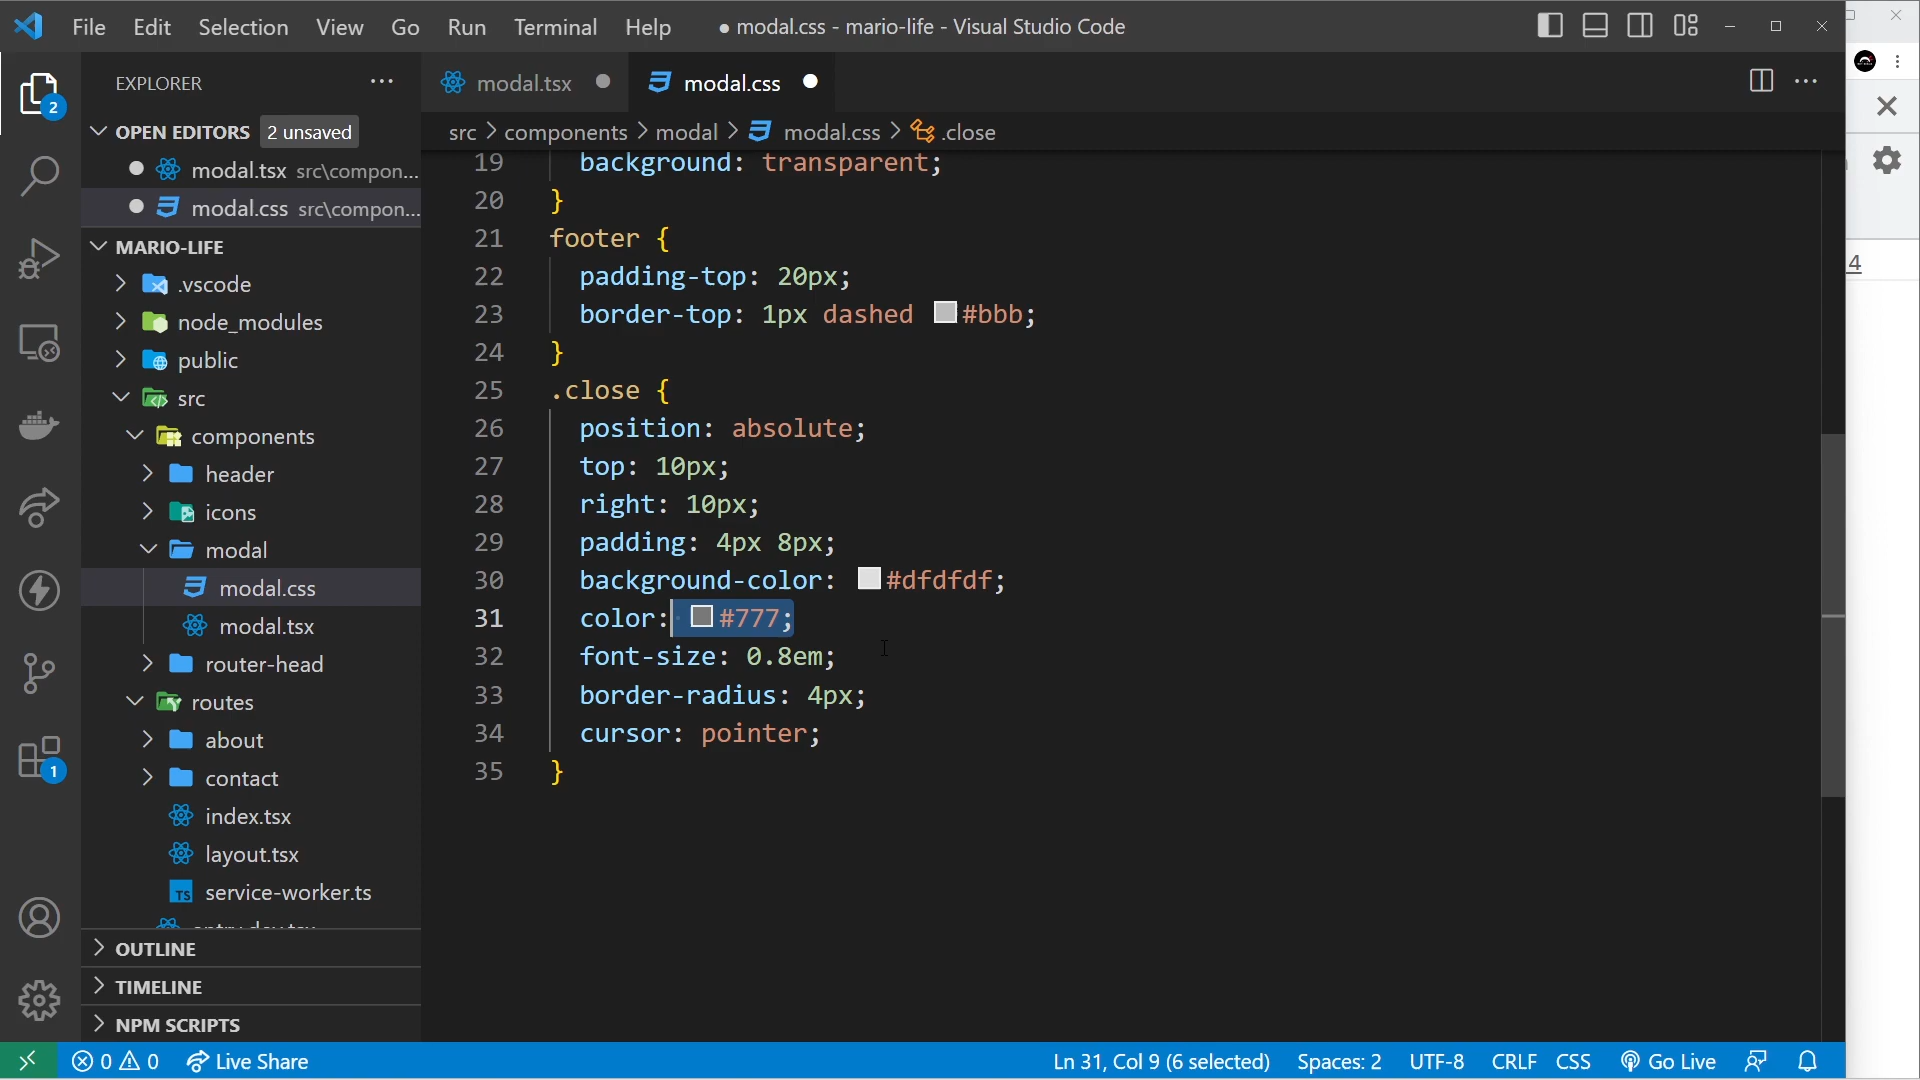 File Edit Selection View Go Run Terminal Help ● modal.css - mario-life - Visual Studio Code
EXPLORER
modal.tsx
modal.css
OPEN EDITORS 2 unsaved
src > components > modal > modal.css > .close
modal.tsx src\compon...
modal.css src\compon...
MARIO-LIFE
.vscode
node_modules
public
src
components
header
icons
modal
modal.css
modal.tsx
router-head
routes
about
contact
index.tsx
layout.tsx
service-worker.ts
OUTLINE
TIMELINE
NPM SCRIPTS
2
1
19 background: transparent;
20 }
21 footer {
22 padding-top: 20px;
23 border-top: 1px dashed #bbb;
24 }
25 .close {
26 position: absolute;
27 top: 10px;
28 right: 10px;
29 padding: 4px 8px;
30 background-color: #dfdfdf;
31 color: #777;
32 font-size: 0.8em;
33 border-radius: 4px;
34 cursor: pointer;
35 }
4
0 0 Live Share Ln 31, Col 9 (6 selected) Spaces: 2 UTF-8 CRLF CSS Go Live